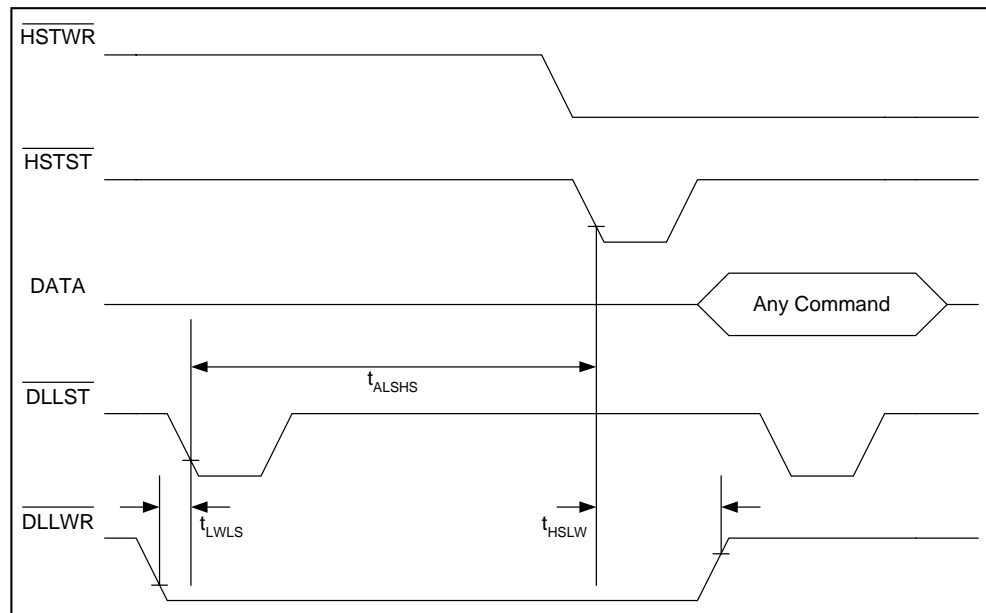 HSTWR
HSTST
DATA
Any Command
tALSHS
DLLST
DLLWR
tLWLS
tHSLW